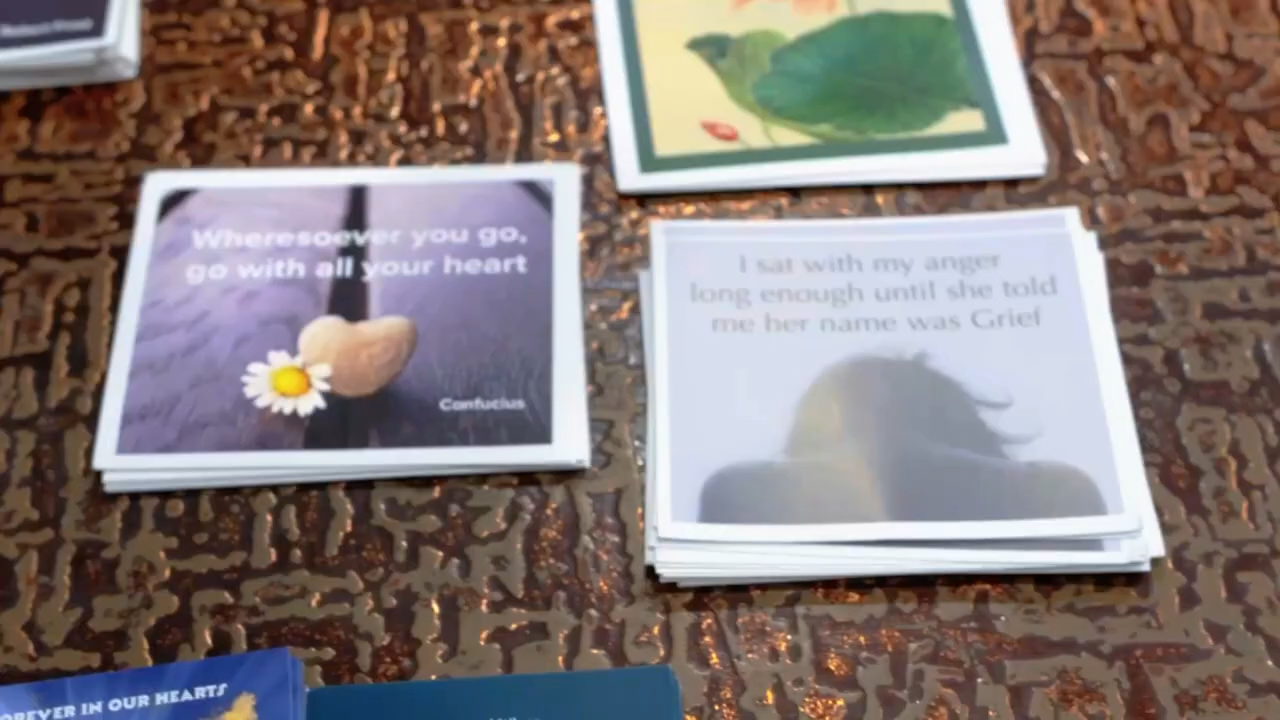 Wheresoever you go,
go with all your heart
Confucius
I sat with my anger
long enough until she told
me her name was Grief
IN OUR HEARTS